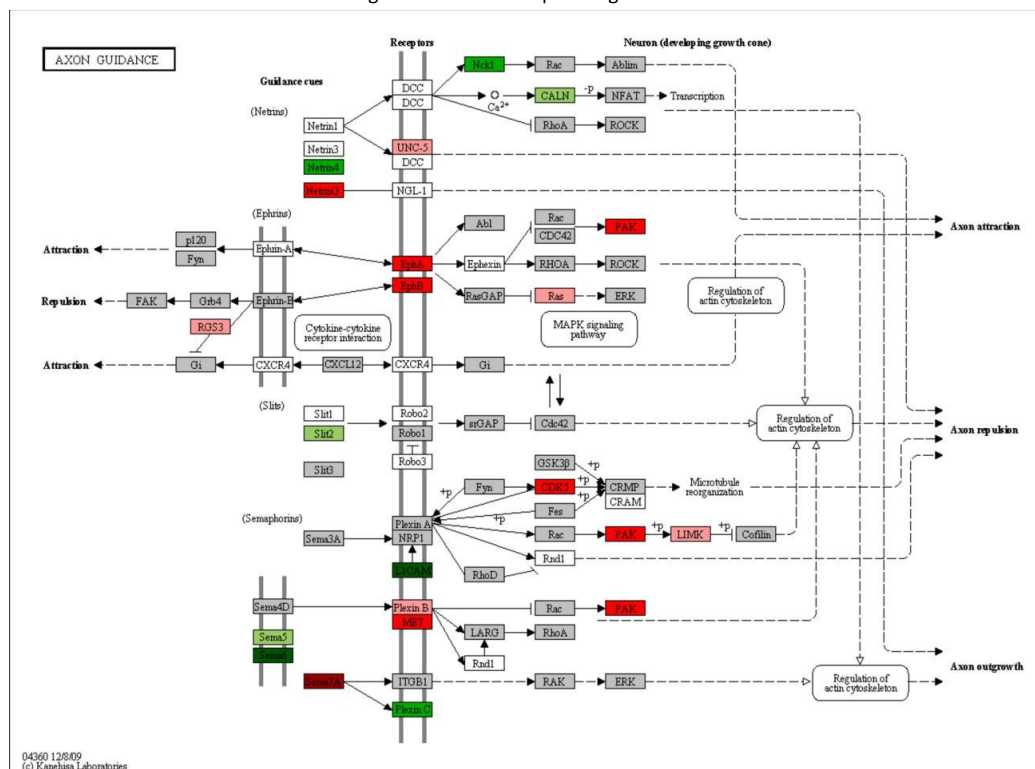 AXON GUIDANCE
Receptors
Neuron (developing growth cone)
Guidance cues
(Netrins)
DCC
DCC
Nck1
Rac
Ablim
Ca2+
CALN
-p
NFAT
Transcription
RhoA
ROCK
Netrin1
Netrin3
Netrin4
UNC-5
DCC
NetrinG
NGL-1
(Ephrins)
Attraction
p120
Fyn
Ephrin-A
EphA
EphB
Abl
Rac
CDC42
PAK
Ephexin
RHOA
ROCK
Axon attraction
Repulsion
FAK
Grb4
Ephrin-B
RasGAP
Ras
ERK
Regulation of
actin cytoskeleton
RGS3
Cytokine-cytokine
receptor interaction
MAPK signaling
pathway
Attraction
Gi
CXCR4
CXCL12
CXCR4
Gi
(Slits)
Slit1
Slit2
Slit3
Robo2
Robo1
Robo3
srGAP
Cdc42
Regulation of
actin cytoskeleton
Axon repulsion
GSK3β
+p
Fyn
+p
CDK5
+p
CRMP
CRAM
Microtubule
reorganization
Fes
+p
+p
(Semaphorins)
Sema3A
Plexin A
NRP1
L1CAM
Rac
PAK
+p
LIMK
+p
Cofilin
Rnd1
RhoD
Sema4D
Sema5
Sema6
Plexin B
MET
Rac
PAK
LARG
RhoA
Rnd1
Sema7A
ITGB1
RAK
ERK
Regulation of
actin cytoskeleton
Axon outgrowth
Plexin C
04360 12/8/09
(c) Kanehisa Laboratories